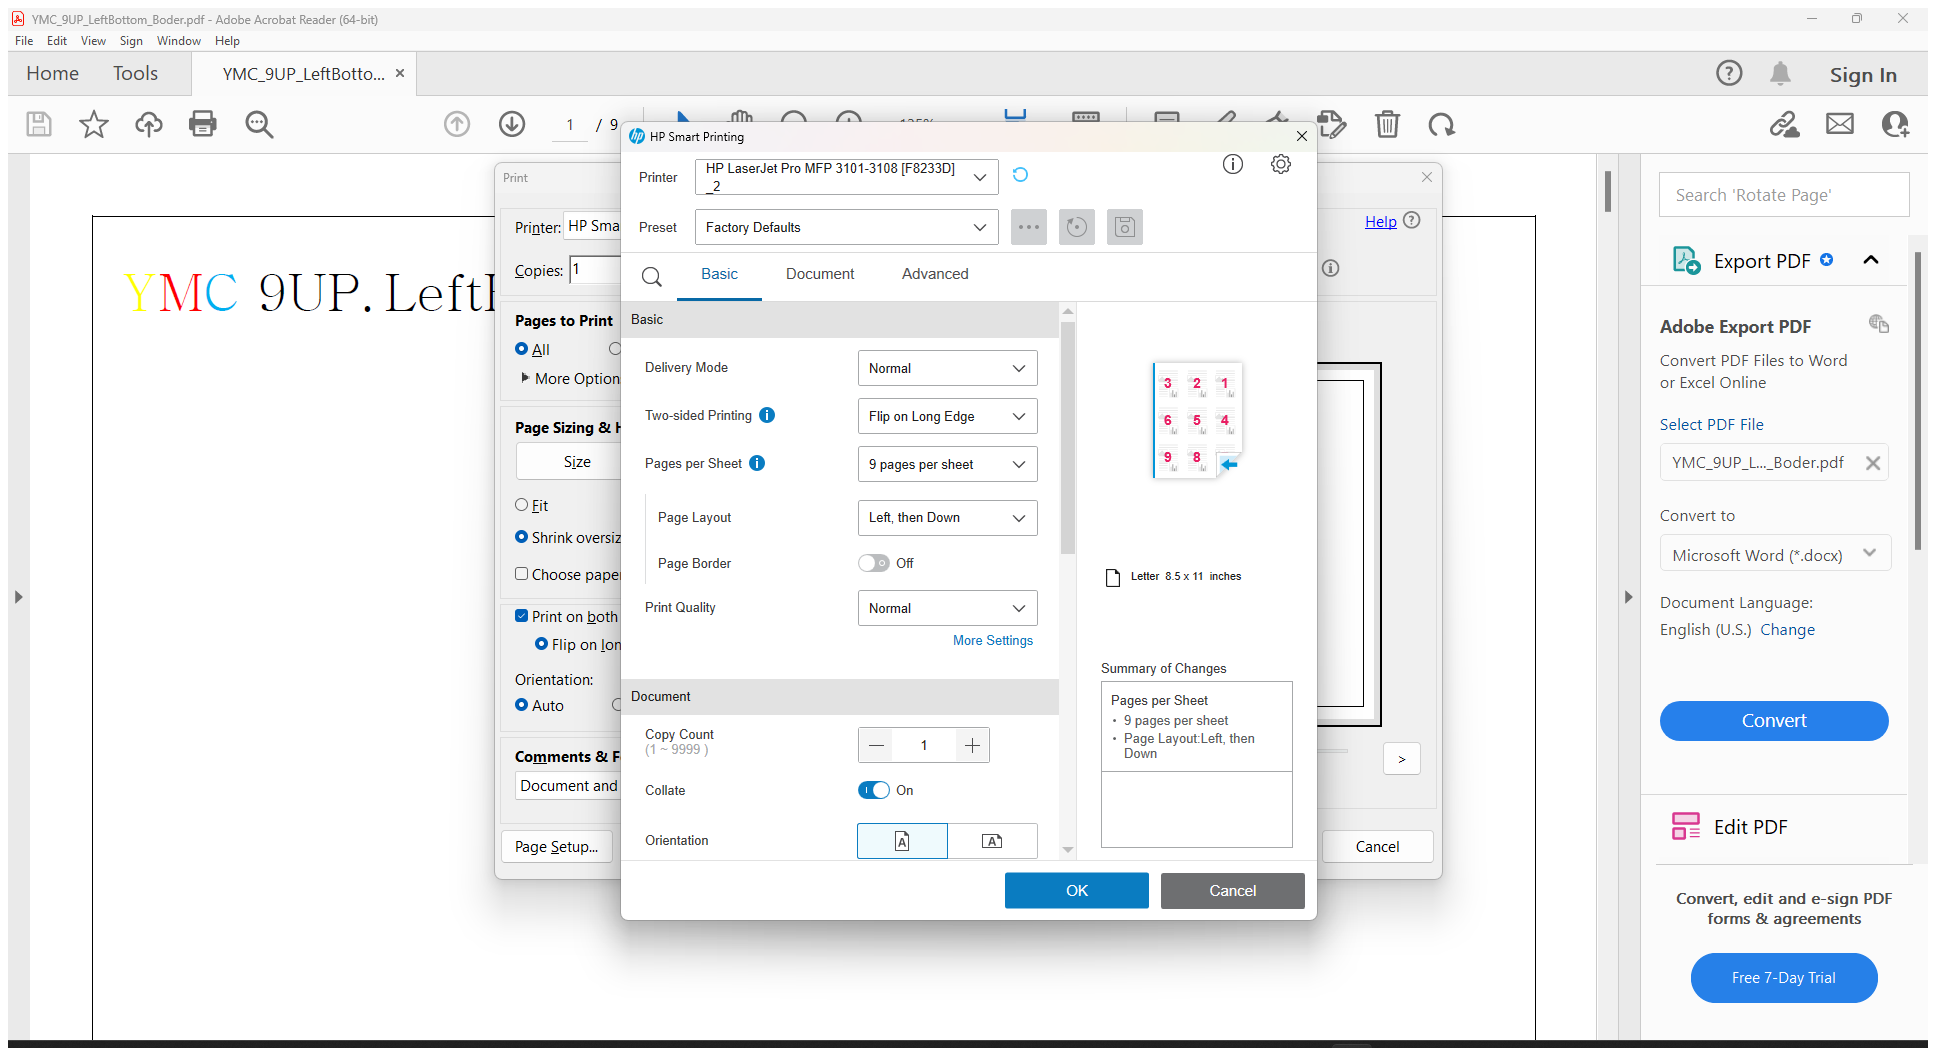 YMC_9UP_LeftBottom_Boder.pdf - Adobe Acrobat Reader (64-bit)
File Edit View Sign Window Help
Home Tools YMC_9UP_LeftBotto... ×
Sign In
1 / 9
YMC 9UP. Left
Print
Printer: HP Sma
Copies: 1
Help
Pages to Print
All
More Option
Page Sizing & H
Size
Fit
Shrink oversiz
Choose pape
Print on both
Flip on lon
Orientation:
Auto
Comments & F
Document and
Page Setup...
>
Cancel
HP Smart Printing
Printer HP LaserJet Pro MFP 3101-3108 [F8233D]
_2
Preset Factory Defaults
Basic Document Advanced
Basic
Delivery Mode Normal
Two-sided Printing Flip on Long Edge
Pages per Sheet 9 pages per sheet
Page Layout Left, then Down
Page Border Off
Print Quality Normal
More Settings
Document
Copy Count
(1 ~ 9999 )
1
Collate On
Orientation A A
3 2 1
6 5 4
9 8
Letter 8.5 x 11 inches
Summary of Changes
Pages per Sheet
• 9 pages per sheet
• Page Layout:Left, then
Down
OK Cancel
Search 'Rotate Page'
Export PDF
Adobe Export PDF
Convert PDF Files to Word
or Excel Online
Select PDF File
YMC_9UP_L..._Boder.pdf
Convert to
Microsoft Word (*.docx)
Document Language:
English (U.S.) Change
Convert
Edit PDF
Convert, edit and e-sign PDF
forms & agreements
Free 7-Day Trial